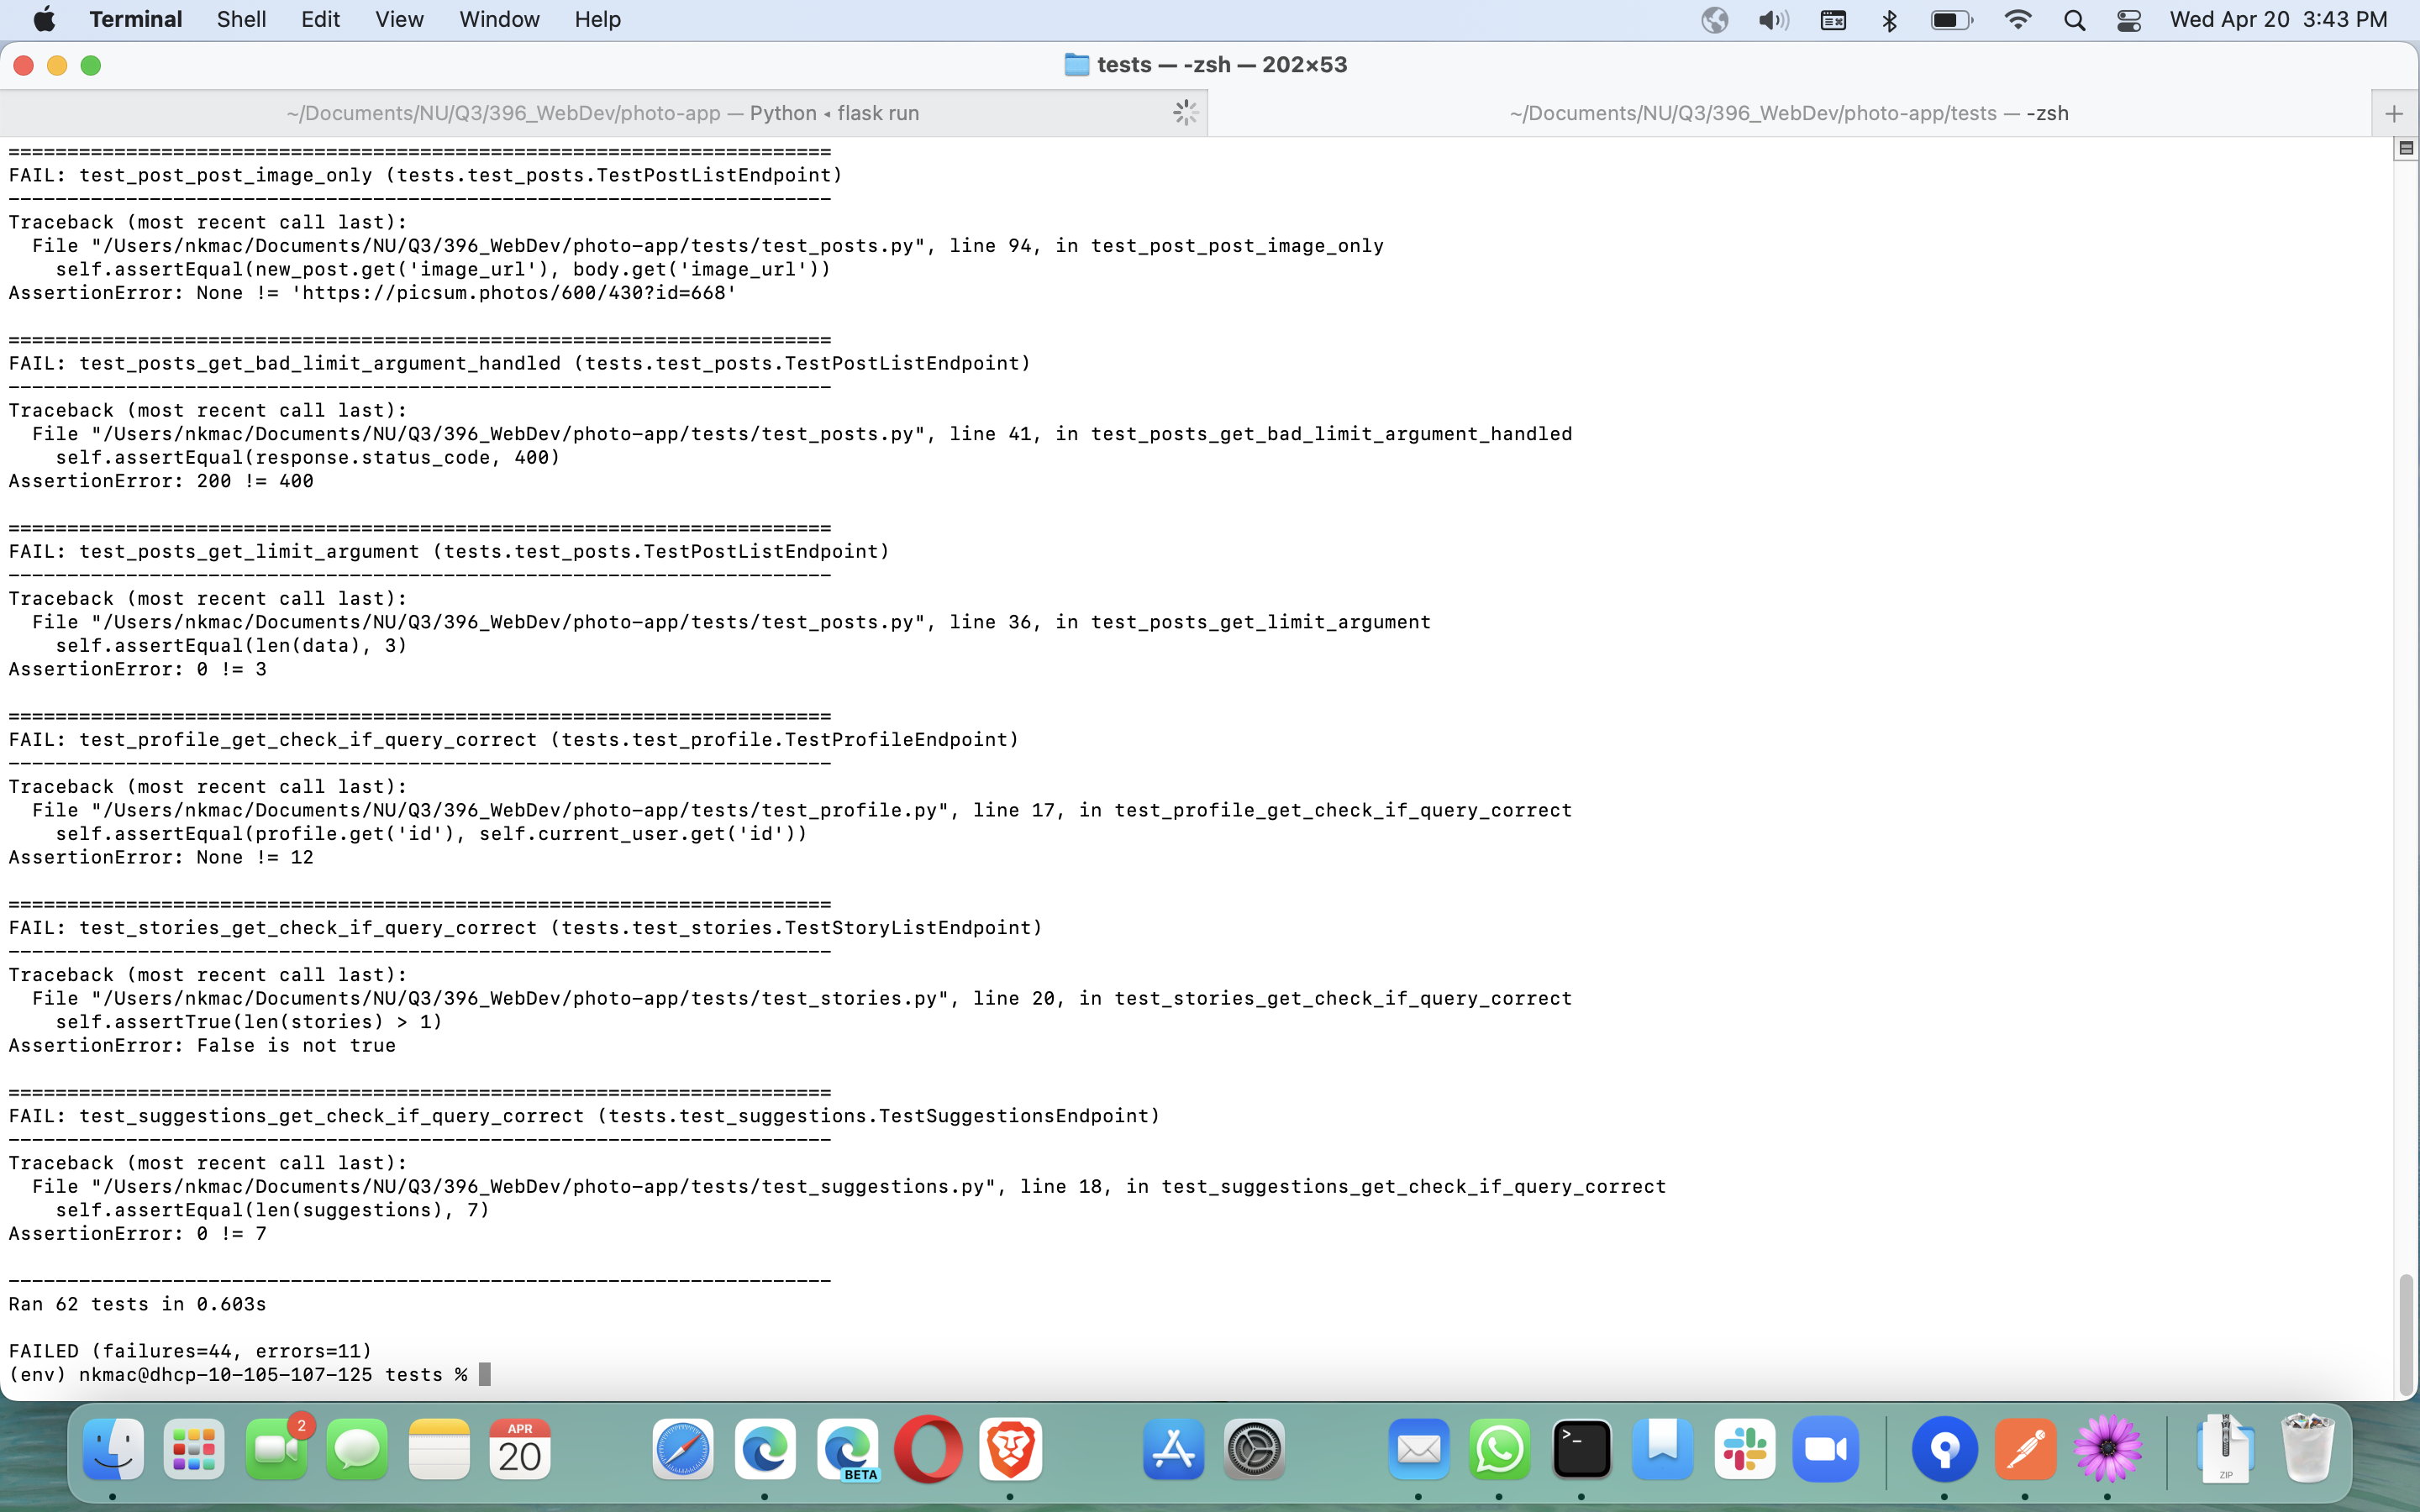 Terminal Shell Edit View Window Help Wed Apr 20 3:43 PM
tests — -zsh — 202×53
~/Documents/NU/Q3/396_WebDev/photo-app — Python ◂ flask run
~/Documents/NU/Q3/396_WebDev/photo-app/tests — -zsh
======================================================================
FAIL: test_post_post_image_only (tests.test_posts.TestPostListEndpoint)
----------------------------------------------------------------------
Traceback (most recent call last):
  File "/Users/nkmac/Documents/NU/Q3/396_WebDev/photo-app/tests/test_posts.py", line 94, in test_post_post_image_only
    self.assertEqual(new_post.get('image_url'), body.get('image_url'))
AssertionError: None != 'https://picsum.photos/600/430?id=668'
======================================================================
FAIL: test_posts_get_bad_limit_argument_handled (tests.test_posts.TestPostListEndpoint)
----------------------------------------------------------------------
Traceback (most recent call last):
  File "/Users/nkmac/Documents/NU/Q3/396_WebDev/photo-app/tests/test_posts.py", line 41, in test_posts_get_bad_limit_argument_handled
    self.assertEqual(response.status_code, 400)
AssertionError: 200 != 400
======================================================================
FAIL: test_posts_get_limit_argument (tests.test_posts.TestPostListEndpoint)
----------------------------------------------------------------------
Traceback (most recent call last):
  File "/Users/nkmac/Documents/NU/Q3/396_WebDev/photo-app/tests/test_posts.py", line 36, in test_posts_get_limit_argument
    self.assertEqual(len(data), 3)
AssertionError: 0 != 3
======================================================================
FAIL: test_profile_get_check_if_query_correct (tests.test_profile.TestProfileEndpoint)
----------------------------------------------------------------------
Traceback (most recent call last):
  File "/Users/nkmac/Documents/NU/Q3/396_WebDev/photo-app/tests/test_profile.py", line 17, in test_profile_get_check_if_query_correct
    self.assertEqual(profile.get('id'), self.current_user.get('id'))
AssertionError: None != 12
======================================================================
FAIL: test_stories_get_check_if_query_correct (tests.test_stories.TestStoryListEndpoint)
----------------------------------------------------------------------
Traceback (most recent call last):
  File "/Users/nkmac/Documents/NU/Q3/396_WebDev/photo-app/tests/test_stories.py", line 20, in test_stories_get_check_if_query_correct
    self.assertTrue(len(stories) > 1)
AssertionError: False is not true
======================================================================
FAIL: test_suggestions_get_check_if_query_correct (tests.test_suggestions.TestSuggestionsEndpoint)
----------------------------------------------------------------------
Traceback (most recent call last):
  File "/Users/nkmac/Documents/NU/Q3/396_WebDev/photo-app/tests/test_suggestions.py", line 18, in test_suggestions_get_check_if_query_correct
    self.assertEqual(len(suggestions), 7)
AssertionError: 0 != 7
----------------------------------------------------------------------
Ran 62 tests in 0.603s
FAILED (failures=44, errors=11)
(env) nkmac@dhcp-10-105-107-125 tests %
2
APR
20
BETA
>_
ZIP